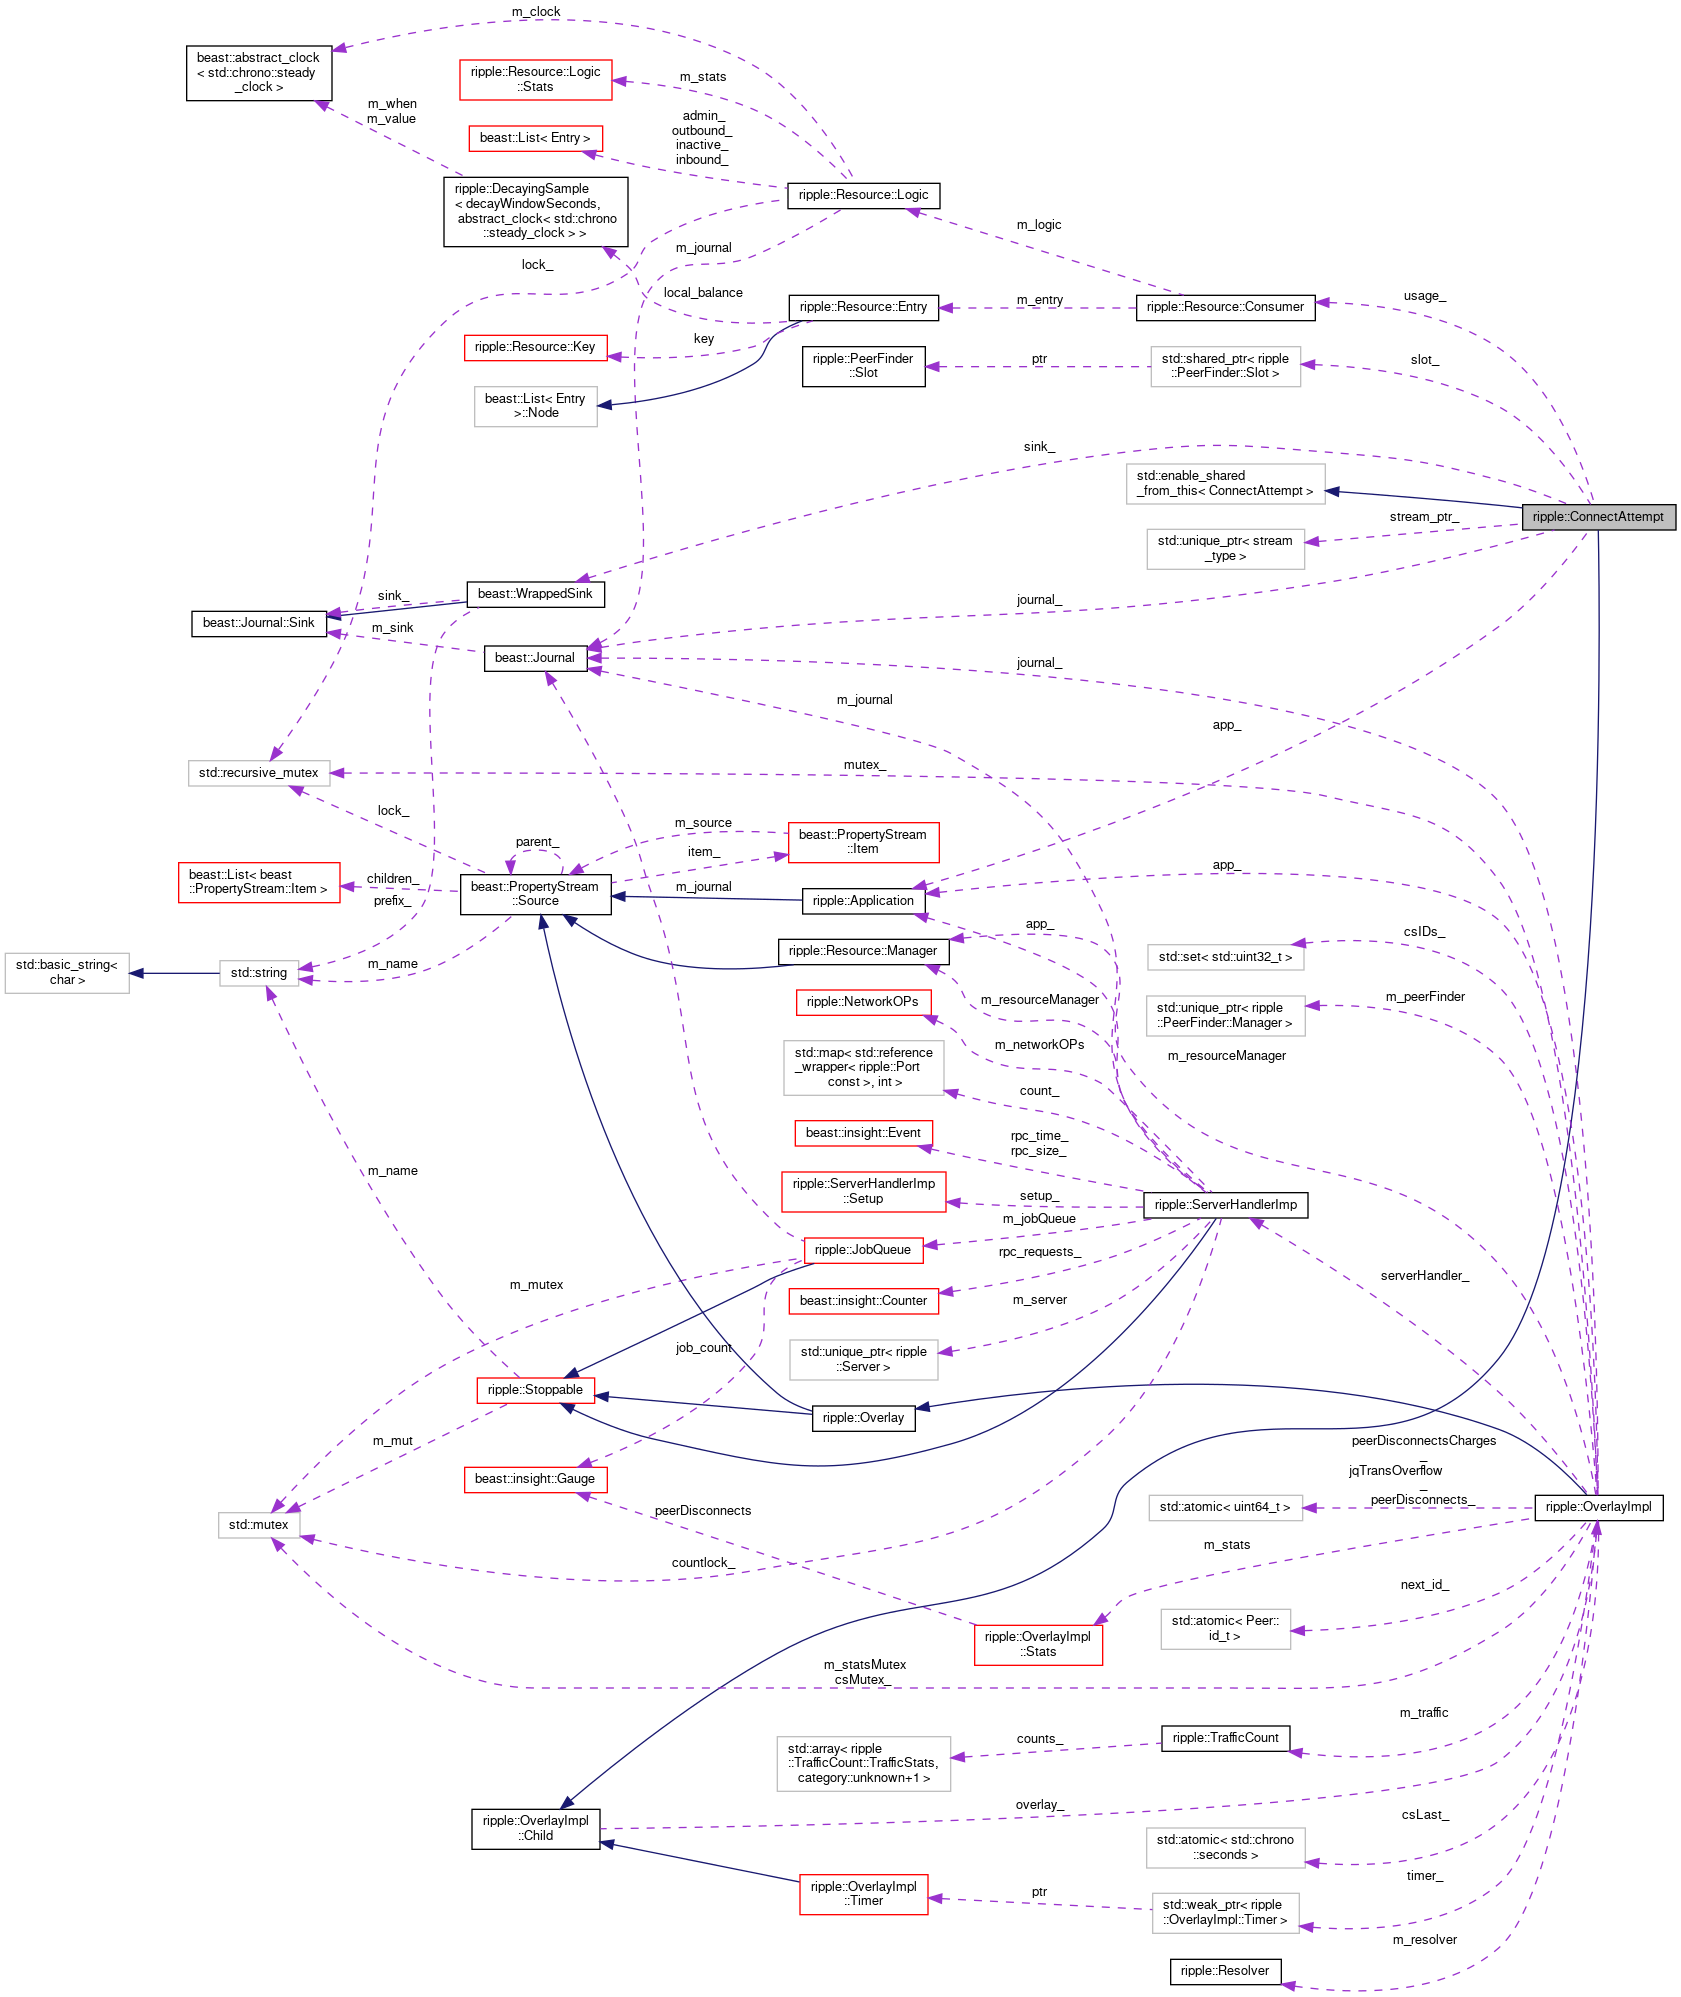 m_clock
beast::abstract_clock
< std::chrono::steady
_clock >
ripple::Resource::Logic
::Stats
m_stats
m_when
m_value
admin_
outbound_
inactive_
inbound_
beast::List< Entry >
ripple::DecayingSample
< decayWindowSeconds,
abstract_clock< std::chrono
::steady_clock > >
ripple::Resource::Logic
m_logic
m_journal
lock_
local_balance
ripple::Resource::Entry
m_entry
ripple::Resource::Consumer
usage_
ripple::Resource::Key
key
ripple::PeerFinder
::Slot
ptr
std::shared_ptr< ripple
::PeerFinder::Slot >
slot_
beast::List< Entry
>::Node
sink_
std::enable_shared
_from_this< ConnectAttempt >
ripple::ConnectAttempt
stream_ptr_
std::unique_ptr< stream
_type >
beast::WrappedSink
sink_
journal_
beast::Journal::Sink
m_sink
beast::Journal
journal_
m_journal
app_
std::recursive_mutex
mutex_
lock_
m_source
beast::PropertyStream
::Item
parent_
item_
beast::List< beast
::PropertyStream::Item >
children_
prefix_
beast::PropertyStream
::Source
m_journal
ripple::Application
app_
app_
csIDs_
ripple::Resource::Manager
std::set< std::uint32_t >
std::basic_string<
char >
std::string
m_name
m_resourceManager
ripple::NetworkOPs
m_peerFinder
std::unique_ptr< ripple
::PeerFinder::Manager >
m_networkOPs
m_resourceManager
std::map< std::reference
_wrapper< ripple::Port
const >, int >
count_
beast::insight::Event
rpc_time_
rpc_size_
m_name
ripple::ServerHandlerImp
::Setup
setup_
ripple::ServerHandlerImp
m_jobQueue
ripple::JobQueue
rpc_requests_
serverHandler_
m_mutex
beast::insight::Counter
m_server
job_count
std::unique_ptr< ripple
::Server >
ripple::Stoppable
ripple::Overlay
m_mut
peerDisconnectsCharges
_
jqTransOverflow
_
peerDisconnects_
beast::insight::Gauge
std::atomic< uint64_t >
ripple::OverlayImpl
peerDisconnects
std::mutex
m_stats
countlock_
next_id_
std::atomic< Peer::
id_t >
ripple::OverlayImpl
::Stats
m_statsMutex
csMutex_
m_traffic
ripple::TrafficCount
counts_
std::array< ripple
::TrafficCount::TrafficStats,
category::unknown+1 >
overlay_
csLast_
ripple::OverlayImpl
::Child
std::atomic< std::chrono
::seconds >
timer_
ripple::OverlayImpl
::Timer
ptr
std::weak_ptr< ripple
::OverlayImpl::Timer >
m_resolver
ripple::Resolver